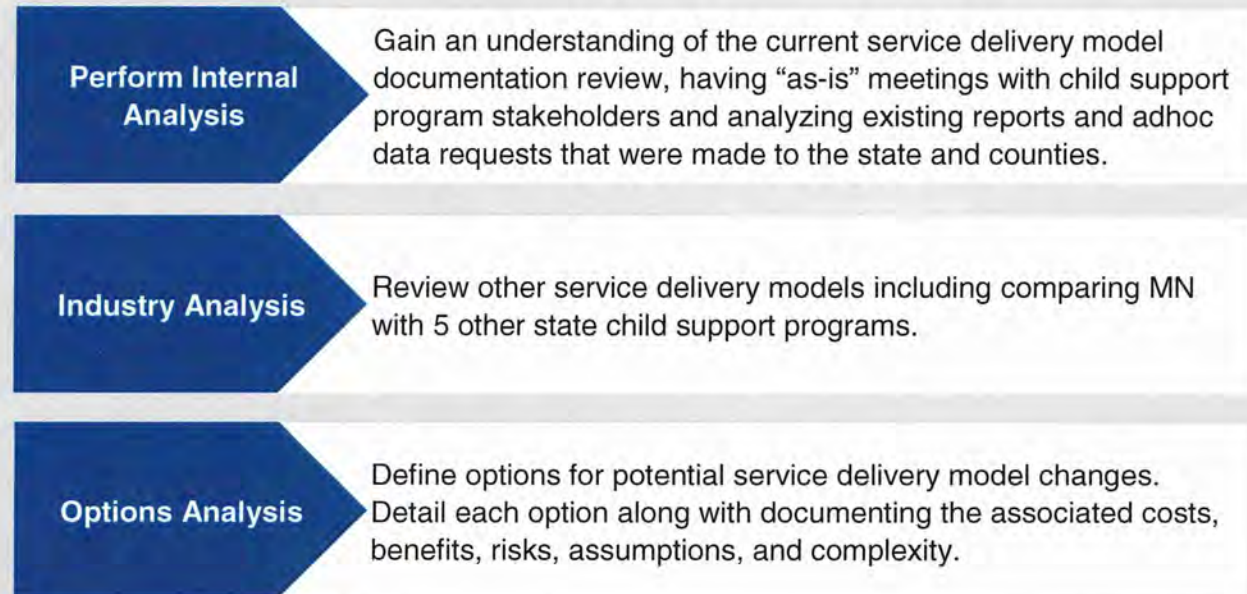 Perform Internal
Analysis
Gain an understanding of the current service delivery model
documentation review, having “as-is” meetings with child support
program stakeholders and analyzing existing reports and adhoc
data requests that were made to the state and counties.
Industry Analysis
Review other service delivery models including comparing MN
with 5 other state child support programs.
Options Analysis
Define options for potential service delivery model changes.
Detail each option along with documenting the associated costs,
benefits, risks, assumptions, and complexity.